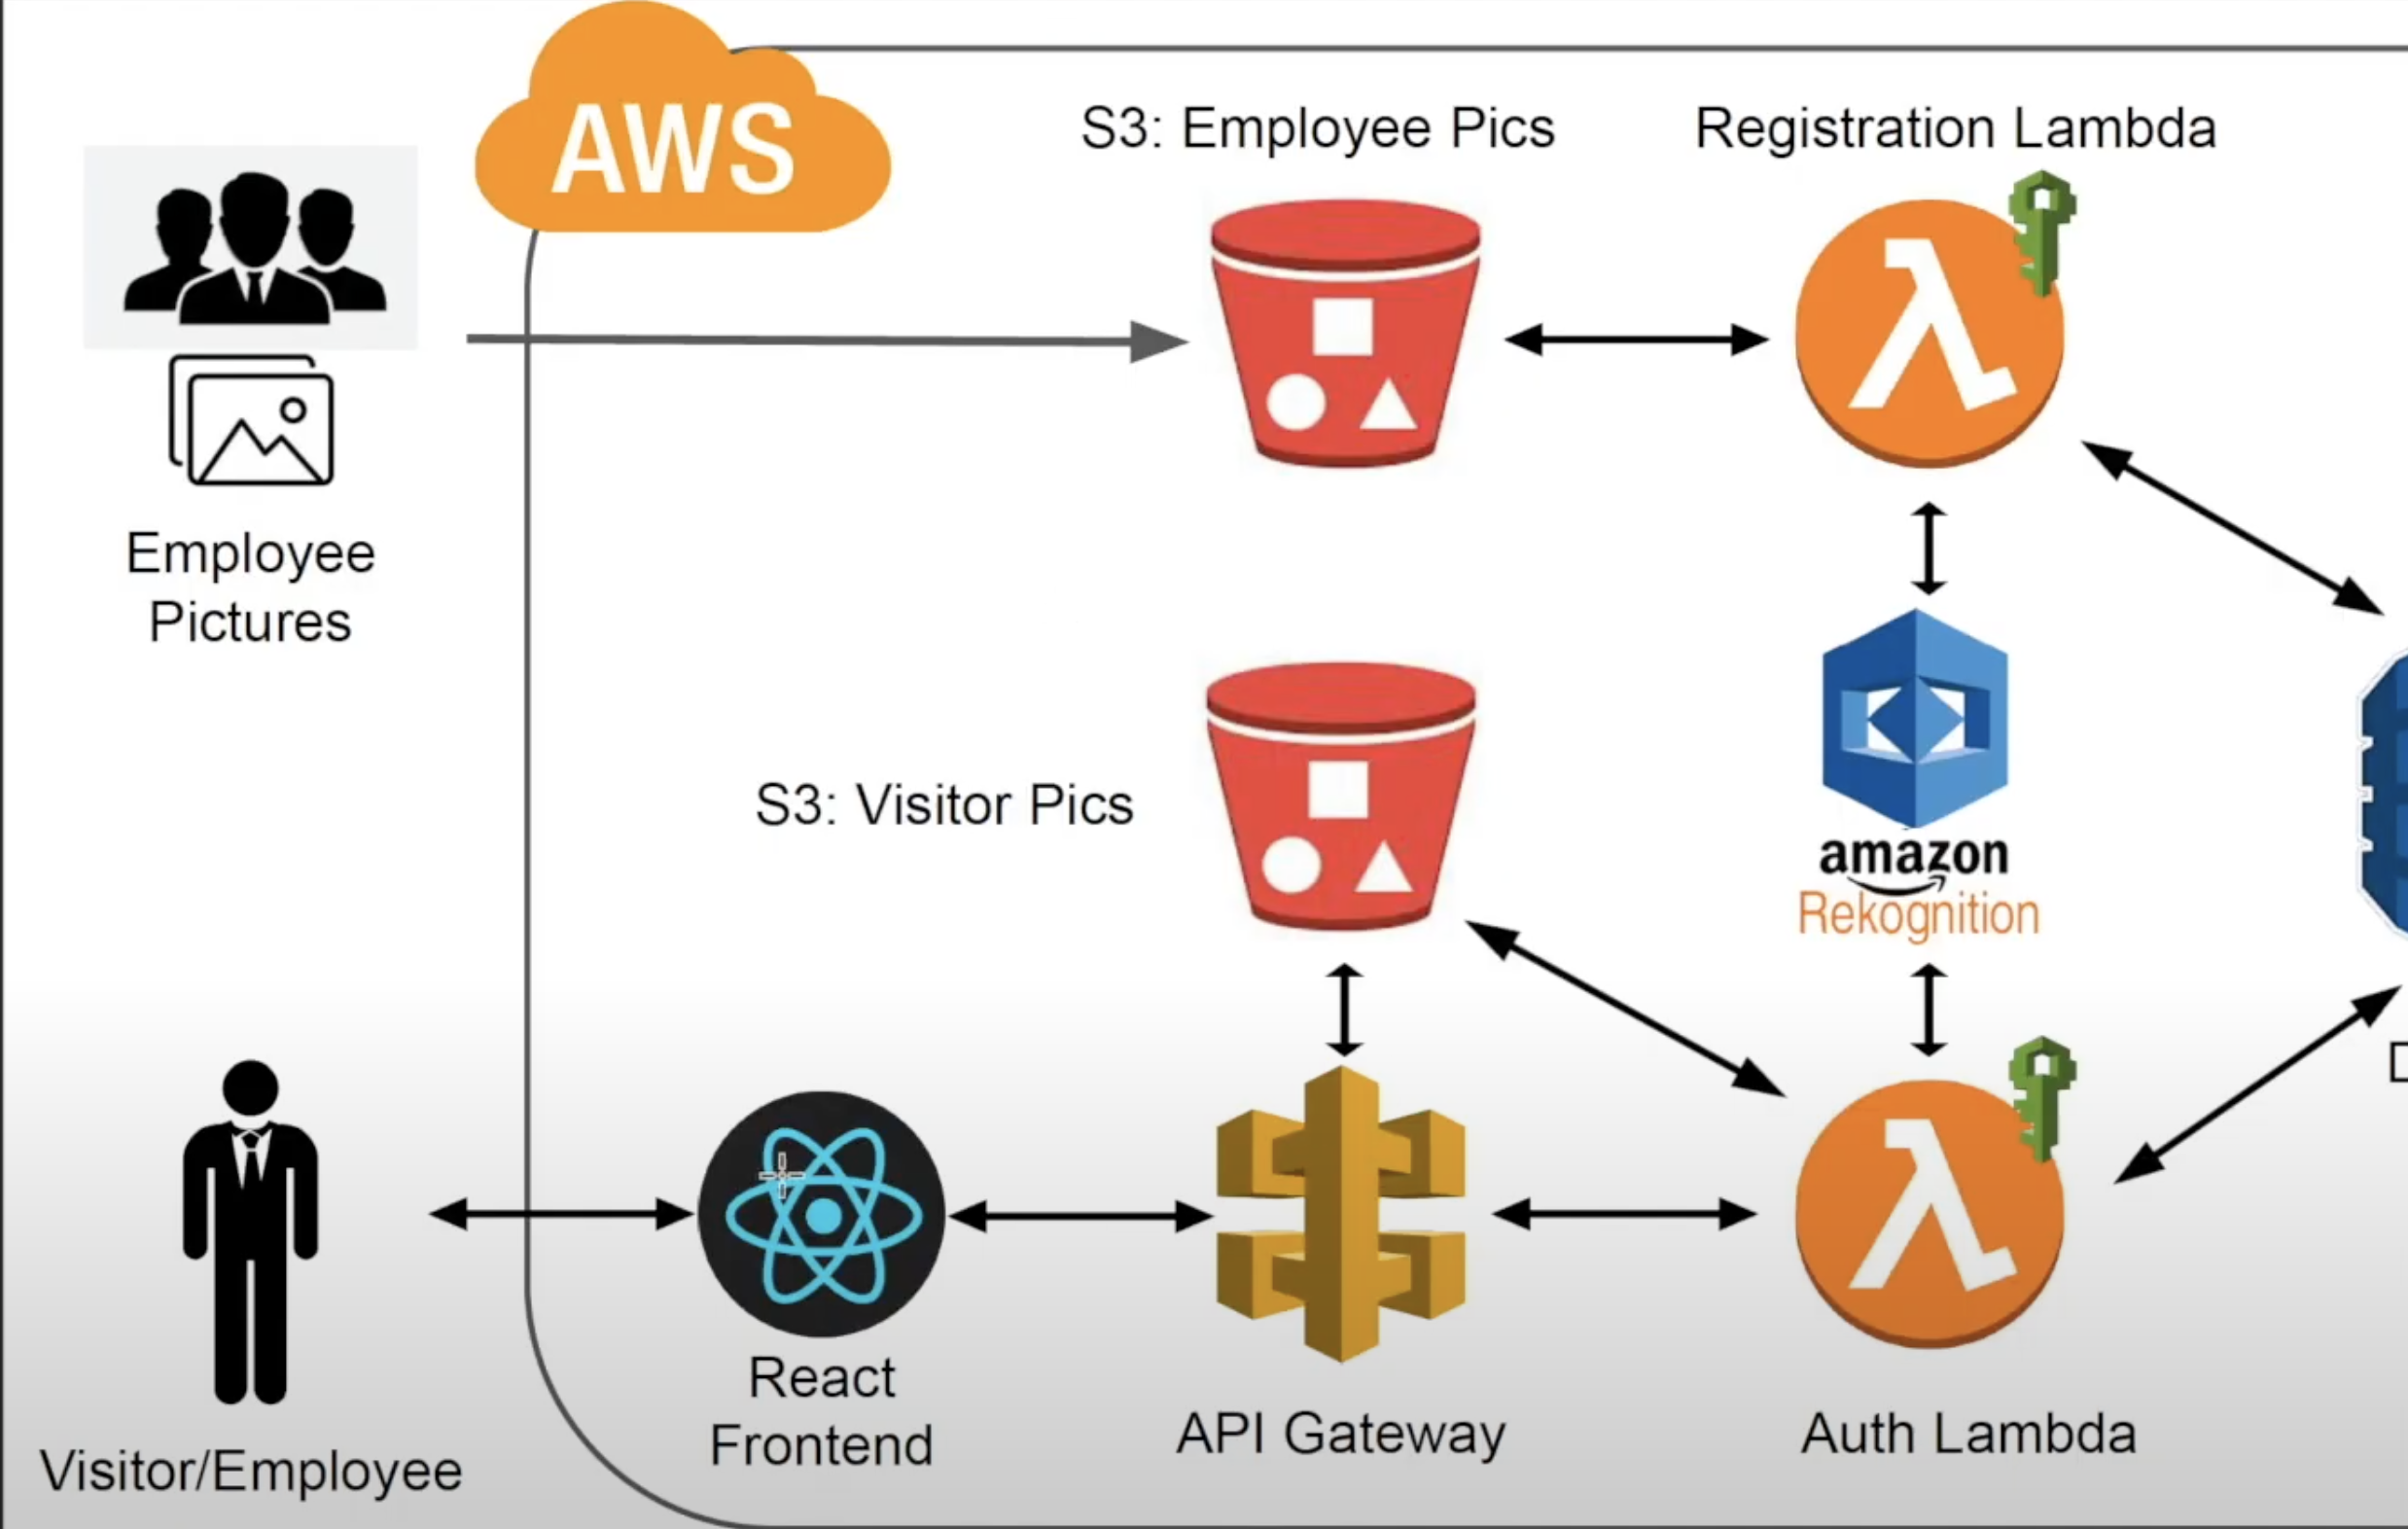 AWS
S3: Employee Pics
Registration Lambda
Employee
Pictures
S3: Visitor Pics
amazon
Rekognition
React
Frontend
API Gateway
Auth Lambda
Visitor/Employee